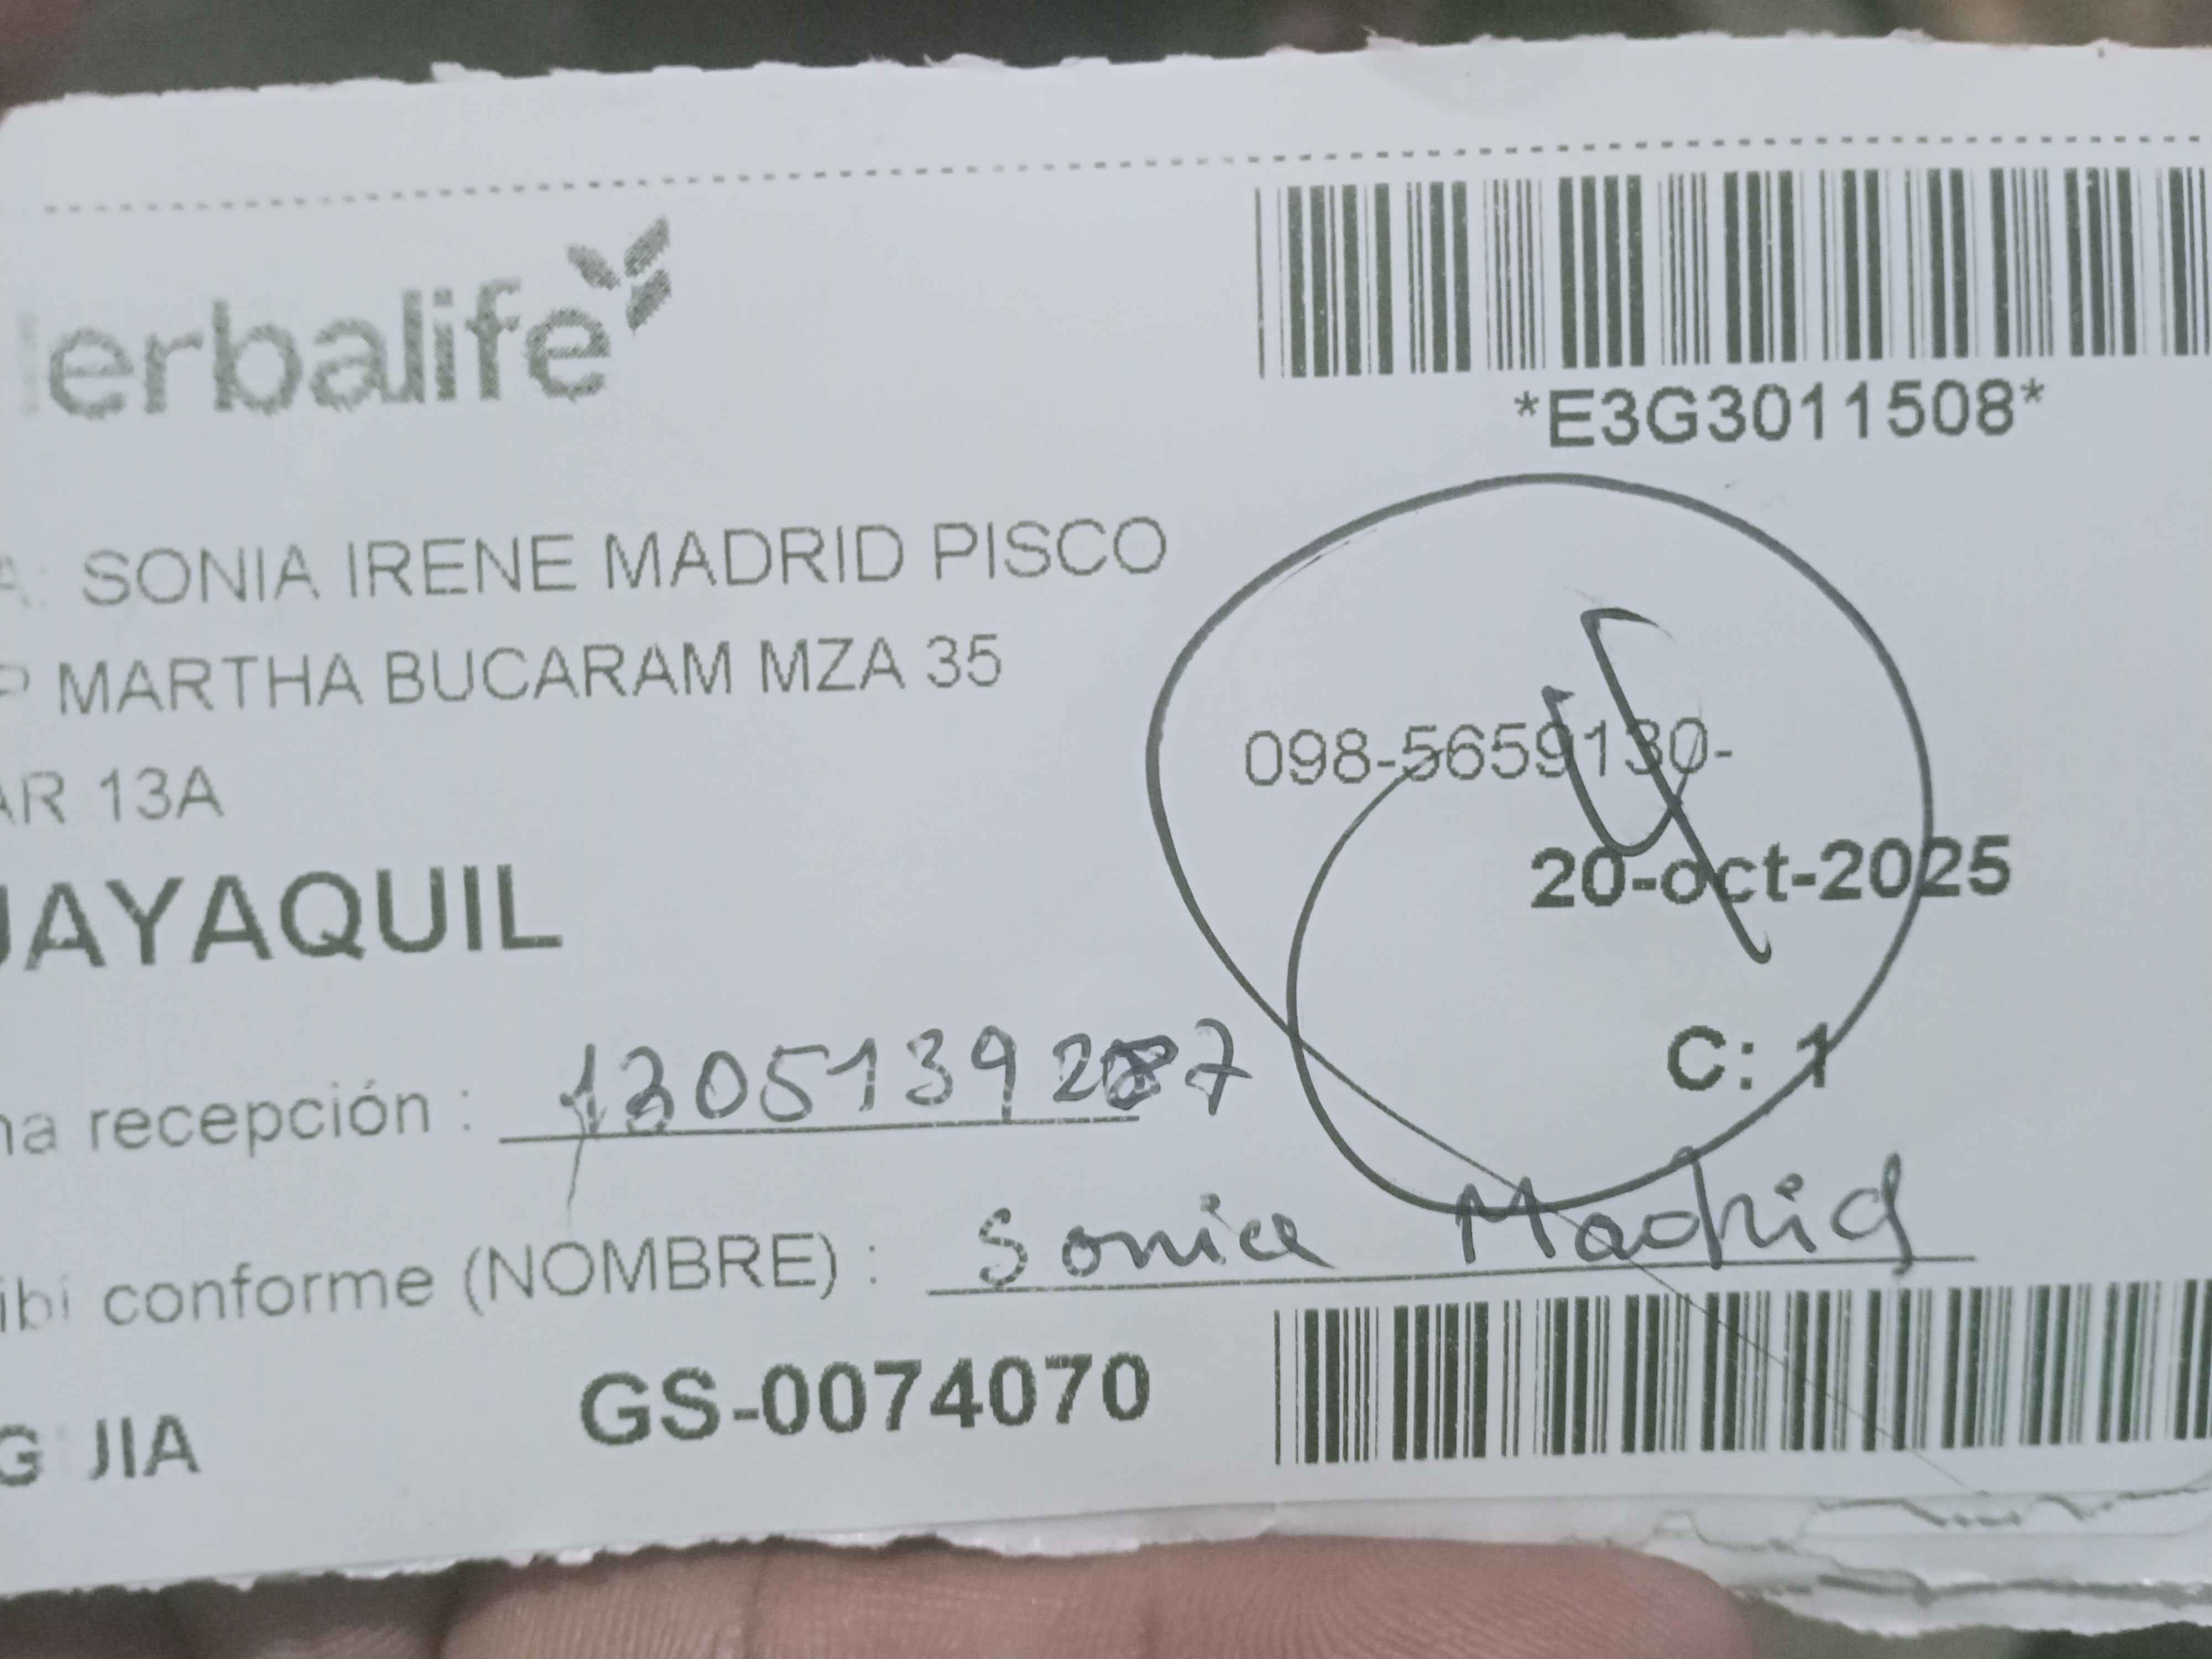 erbalife
*E3G3011508*
A: SONIA IRENE MADRID PISCO
P MARTHA BUCARAM MZA 35
098-5659130-
AR 13A
20-oct-2025
UAYAQUIL
C: 1
na recepción :
ibi conforme (NOMBRE) : Sonia Madrid
G JIA GS-0074070